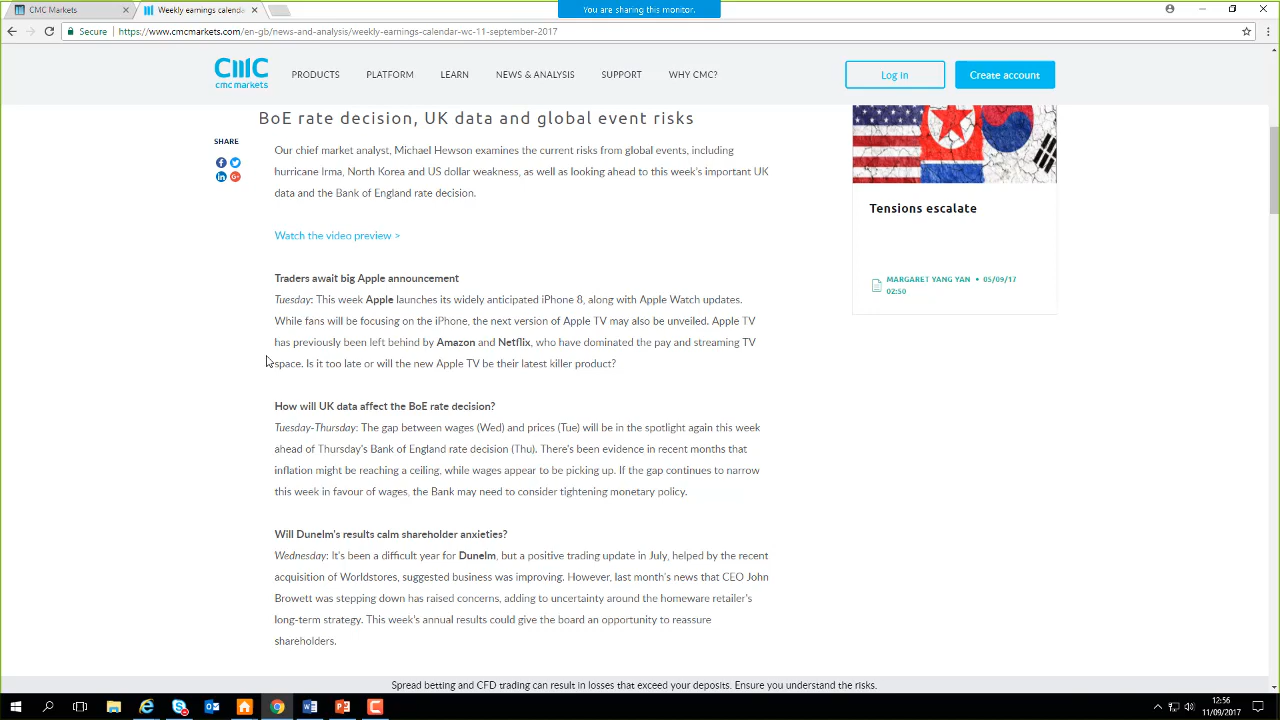 CMC Markets
Weekly earnings calenda
You are sharing this monitor.
Secure
https://www.cmcmarkets.com/en-gb/news-and-analysis/weekly-earnings-calendar-wc-11-september-2017
cmc
cmc markets
PRODUCTS
PLATFORM
LEARN
NEWS & ANALYSIS
SUPPORT
WHY CMC?
Log in
Create account
BoE rate decision, UK data and global event risks
SHARE
Our chief market analyst, Michael Hewson examines the current risks from global events, including
hurricane Irma, North Korea and US dollar weakness, as well as looking ahead to this week's important UK
data and the Bank of England rate decision.
Watch the video preview >
Traders await big Apple announcement
Tuesday: This week Apple launches its widely anticipated iPhone 8, along with Apple Watch updates.
While fans will be focusing on the iPhone, the next version of Apple TV may also be unveiled. Apple TV
has previously been left behind by Amazon and Netflix, who have dominated the pay and streaming TV
space. Is it too late or will the new Apple TV be their latest killer product?
How will UK data affect the BoE rate decision?
Tuesday-Thursday: The gap between wages (Wed) and prices (Tue) will be in the spotlight again this week
ahead of Thursday's Bank of England rate decision (Thu). There's been evidence in recent months that
inflation might be reaching a ceiling, while wages appear to be picking up. If the gap continues to narrow
this week in favour of wages, the Bank may need to consider tightening monetary policy.
Will Dunelm's results calm shareholder anxieties?
Wednesday: It's been a difficult year for Dunelm, but a positive trading update in July, helped by the recent
acquisition of Worldstores, suggested business was improving. However, last month's news that CEO John
Browett was stepping down has raised concerns, adding to uncertainty around the homeware retailer's
long-term strategy. This week's annual results could give the board an opportunity to reassure
shareholders.
Tensions escalate
MARGARET YANG YAN • 05/09/17
02:50
Spread betting and CFD trading can result in losses that exceed your deposits. Ensure you understand the risks.
12:56
11/09/2017